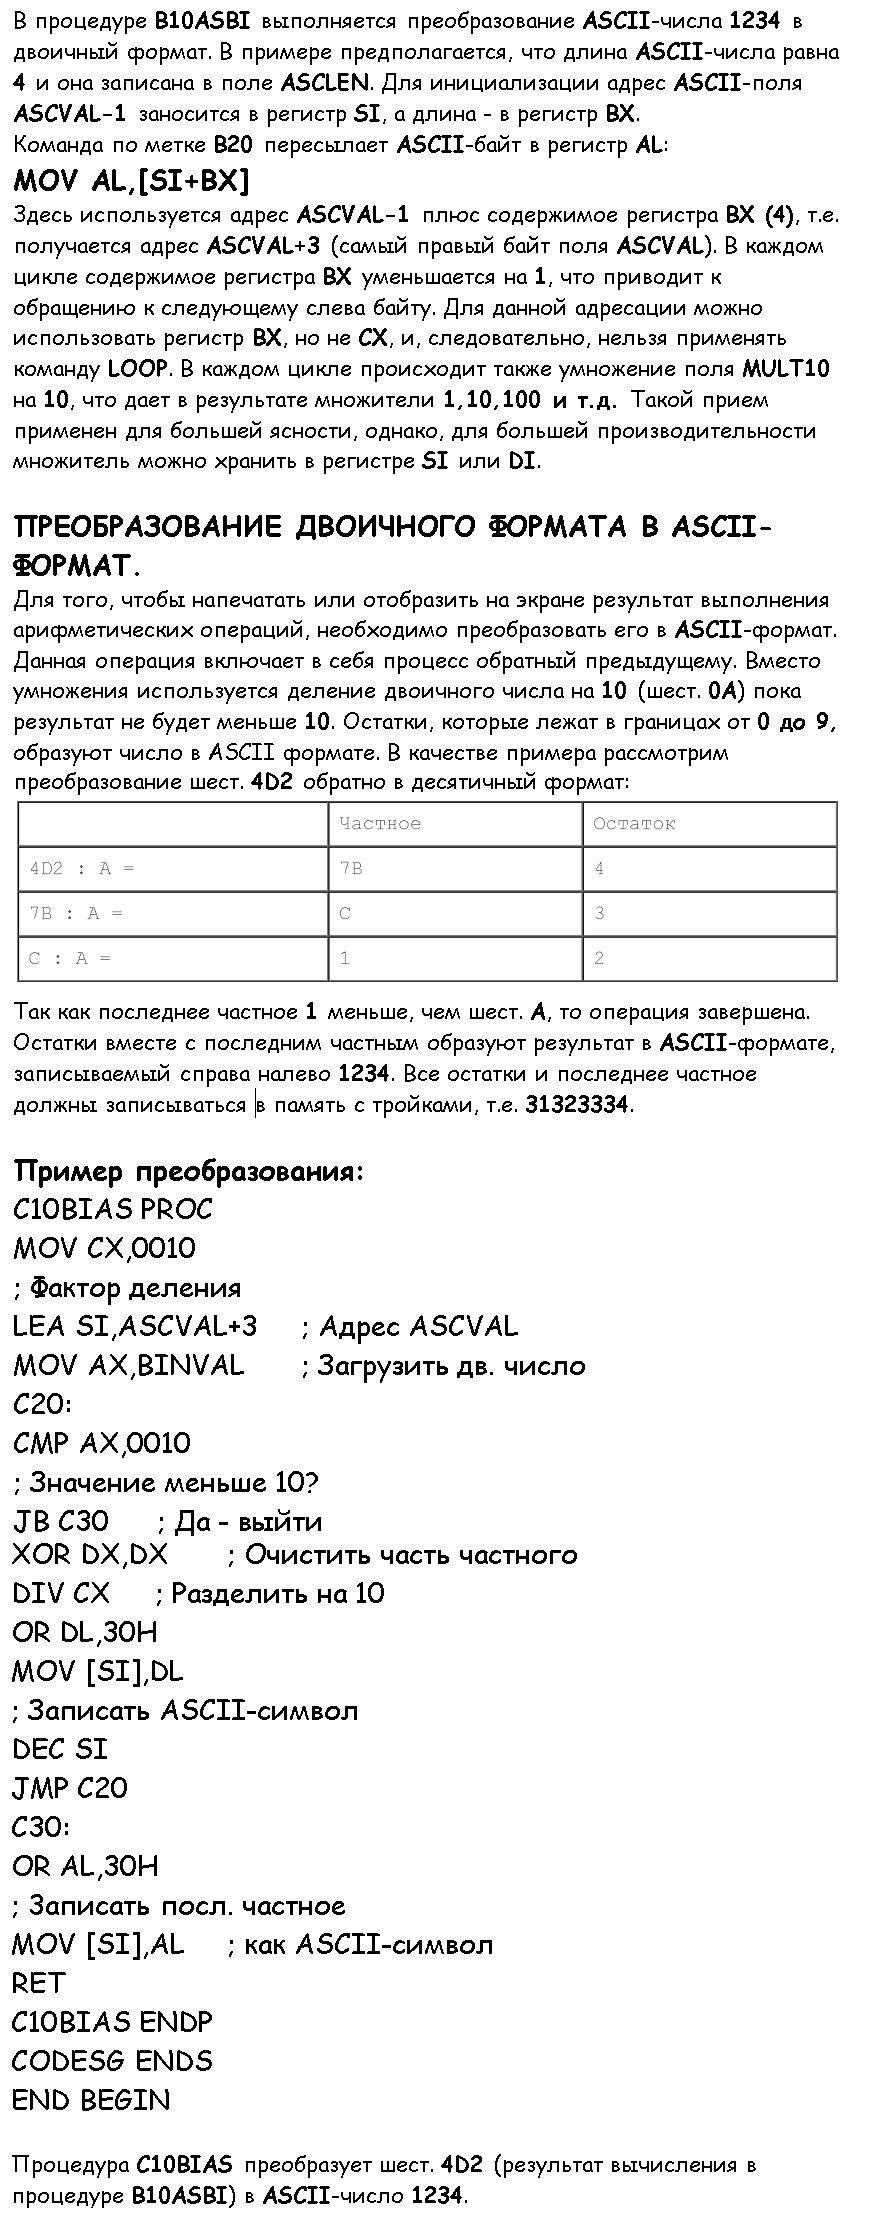 В процедуре B10ASBI выполняется преобразование ASCII-числа 1234 в
двоичный формат. В примере предполагается, что длина ASCII-числа равна
4 и она записана в поле ASCLEN. Для инициализации адрес ASCII-поля
ASCVAL-1 заносится в регистр SI, а длина - в регистр BX.
Команда по метке B20 пересылает ASCII-байт в регистр AL:
MOV AL,[SI+BX]
Здесь используется адрес ASCVAL-1 плюс содержимое регистра BX (4), т.е.
получается адрес ASCVAL+3 (самый правый байт поля ASCVAL). В каждом
цикле содержимое регистра BX уменьшается на 1, что приводит к
обращению к следующему слева байту. Для данной адресации можно
использовать регистр BX, но не CX, и, следовательно, нельзя применять
команду LOOP. В каждом цикле происходит также умножение поля MULT10
на 10, что дает в результате множители 1,10,100 и т.д. Такой прием
применен для большей ясности, однако, для большей производительности
множитель можно хранить в регистре SI или DI.
ПРЕОБРАЗОВАНИЕ ДВОИЧНОГО ФОРМАТА В ASCII-
ФОРМАТ.
Для того, чтобы напечатать или отобразить на экране результат выполнения
арифметических операций, необходимо преобразовать его в ASCII-формат.
Данная операция включает в себя процесс обратный предыдущему. Вместо
умножения используется деление двоичного числа на 10 (шест. 0A) пока
результат не будет меньше 10. Остатки, которые лежат в границах от 0 до 9,
образуют число в ASCII формате. В качестве примера рассмотрим
преобразование шест. 4D2 обратно в десятичный формат:
Частное Остаток
4D2 : A = 7B 4
7B : A = C 3
C : A = 1 2
Так как последнее частное 1 меньше, чем шест. A, то операция завершена.
Остатки вместе с последним частным образуют результат в ASCII-формате,
записываемый справа налево 1234. Все остатки и последнее частное
должны записываться в память с тройками, т.е. 31323334.
Пример преобразования:
C10BIAS PROC
MOV CX,0010
; Фактор деления
LEA SI,ASCVAL+3 ; Адрес ASCVAL
MOV AX,BINVAL ; Загрузить дв. число
C20:
CMP AX,0010
; Значение меньше 10?
JB C30 ; Да - выйти
XOR DX,DX ; Очистить часть частного
DIV CX ; Разделить на 10
OR DL,30H
MOV [SI],DL
; Записать ASCII-символ
DEC SI
JMP C20
C30:
OR AL,30H
; Записать посл. частное
MOV [SI],AL ; как ASCII-символ
RET
C10BIAS ENDP
CODESG ENDS
END BEGIN
Процедура C10BIAS преобразует шест. 4D2 (результат вычисления в
процедуре B10ASBI) в ASCII-число 1234.